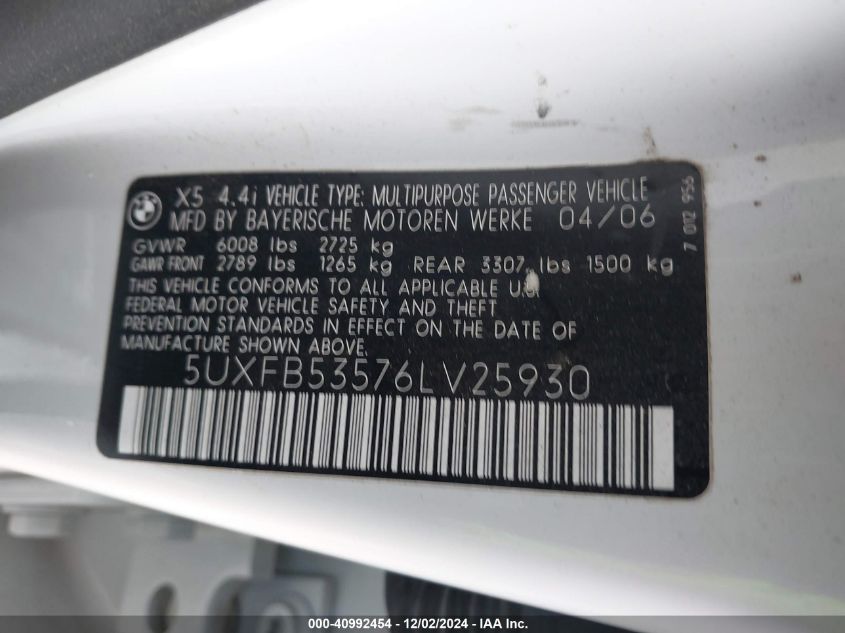 BMW
X5 4.4i VEHICLE TYPE: MULTIPURPOSE PASSENGER VEHICLE
MFD BY BAYERISCHE MOTOREN WERKE 04/06
GVWR 6008 lbs 2725 kg
GAWR FRONT 2789 lbs 1265 kg REAR 3307 lbs 1500 kg
THIS VEHICLE CONFORMS TO ALL APPLICABLE U.S.
FEDERAL MOTOR VEHICLE SAFETY AND THEFT
PREVENTION STANDARDS IN EFFECT ON THE DATE OF
MANUFACTURE SHOWN ABOVE.
5UXFB53576LV25930
7 012 956
000-40992454 - 12/02/2024 - IAA Inc.